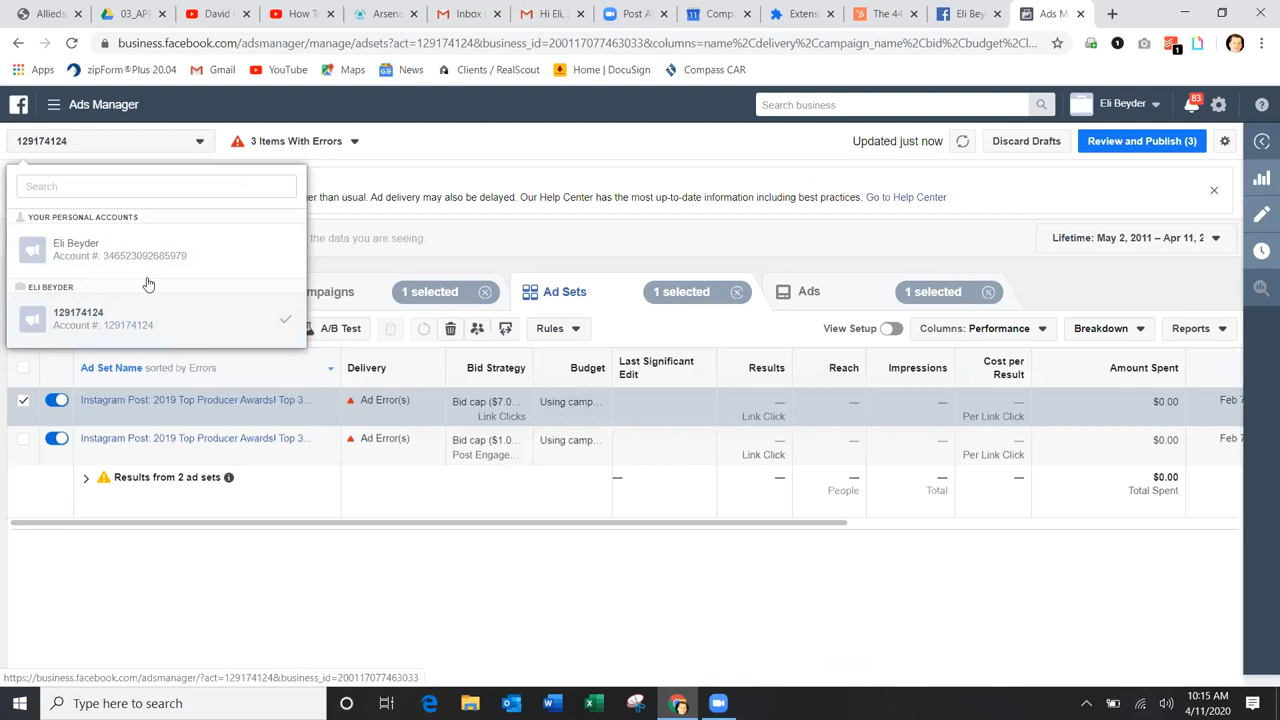 Allieds
03_AP
David
How To
Arsena
Inbox
Hi Eli,
Post A
Compa
Extens
The 44
Eli Bey
Ads M
business.facebook.com/adsmanager/manage/adsets?act=129174124&business_id=200117077463033&columns=name%2Cdelivery%2Ccampaign_name%2Cbid%2Cbudget%2Cl...
1
Apps
zipForm®Plus 20.04
Gmail
YouTube
Maps
News
Clients / RealScout
Home | DocuSign
Compass CAR
Ads Manager
Search business
Eli Beyder
83
129174124
3 Items With Errors
Updated just now
Discard Drafts
Review and Publish (3)
Search
YOUR PERSONAL ACCOUNTS
Eli Beyder
Account #: 346523092685979
ELI BEYDER
129174124
Account #: 129174124
ger than usual. Ad delivery may also be delayed. Our Help Center has the most up-to-date information including best practices. Go to Help Center
the data you are seeing.
Lifetime: May 2, 2011 – Apr 11, 2
mpaigns
1 selected
Ad Sets
1 selected
Ads
1 selected
A/B Test
Rules
View Setup
Columns: Performance
Breakdown
Reports
Ad Set Name sorted by Errors
Delivery
Bid Strategy
Budget
Last Significant Edit
Results
Reach
Impressions
Cost per Result
Amount Spent
Instagram Post: 2019 Top Producer Awards! Top 3...
Ad Error(s)
Bid cap ($7.0...
Link Clicks
Using camp...
—
Link Click
—
—
—
Per Link Click
$0.00
Feb 7
Instagram Post: 2019 Top Producer Awards! Top 3...
Ad Error(s)
Bid cap ($1.0...
Post Engage...
Using camp...
—
Link Click
—
—
—
Per Link Click
$0.00
Feb 7
Results from 2 ad sets
—
—
—
People
—
Total
—
$0.00
Total Spent
https://business.facebook.com/adsmanager/?act=129174124&business_id=200117077463033
Type here to search
10:15 AM
4/11/2020